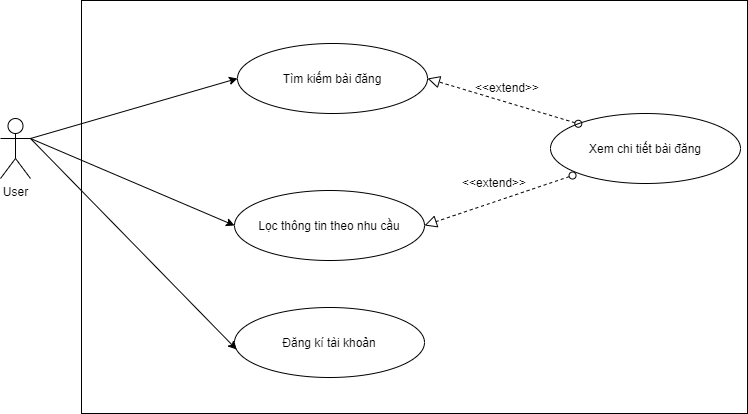 Tìm kiếm bài đăng
<<extend>>
Xem chi tiết bài đăng
<<extend>>
User
Lọc thông tin theo nhu cầu
Đăng kí tài khoản